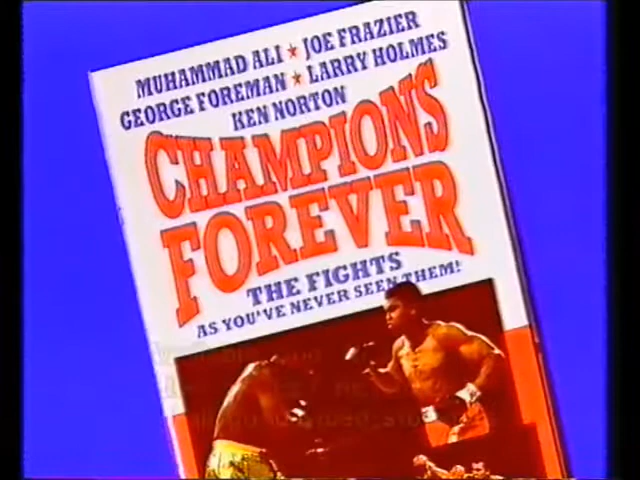 MUHAMMAD ALI ★ JOE FRAZIER
GEORGE FOREMAN ★ LARRY HOLMES
KEN NORTON
CHAMPIONS
FOREVER
THE FIGHTS
AS YOU'VE NEVER SEEN THEM!